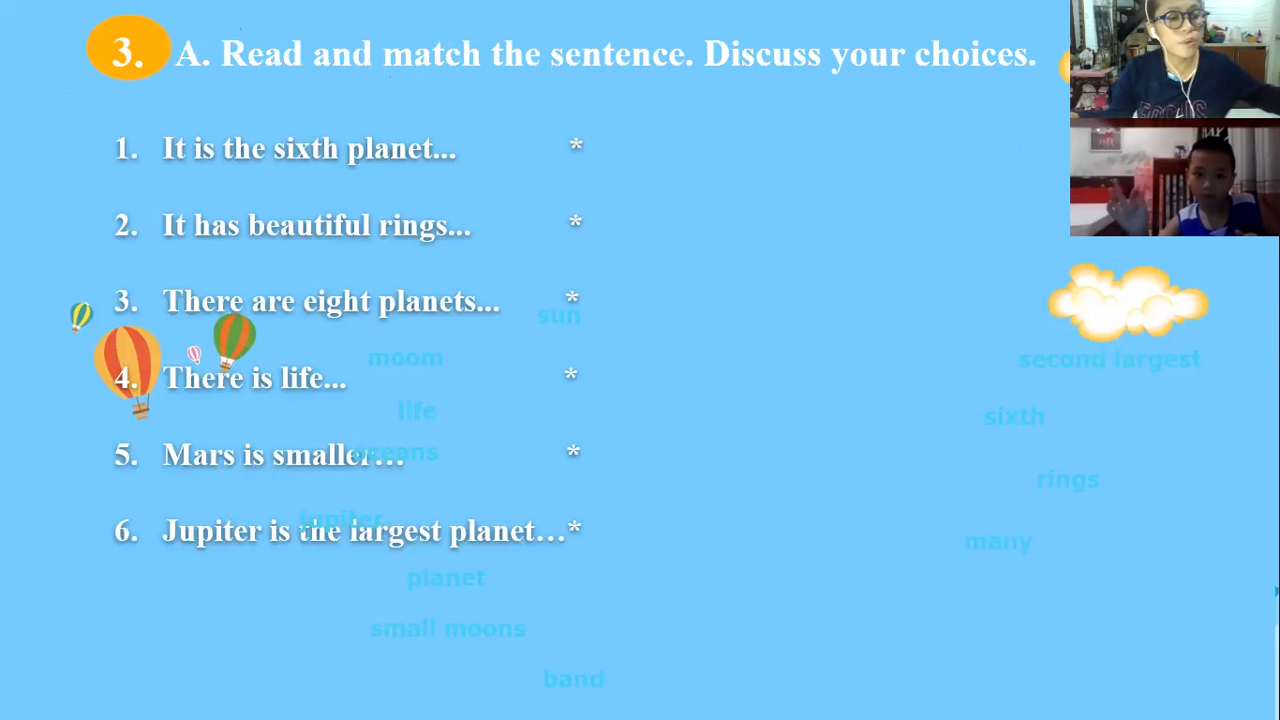 3. A. Read and match the sentence. Discuss your choices.
1. It is the sixth planet... *
2. It has beautiful rings... *
3. There are eight planets... *
sun
moom
second largest
4. There is life... *
life
sixth
oceans
5. Mars is smaller… *
rings
jupiter
6. Jupiter is the largest planet…*
many
planet
small moons
band